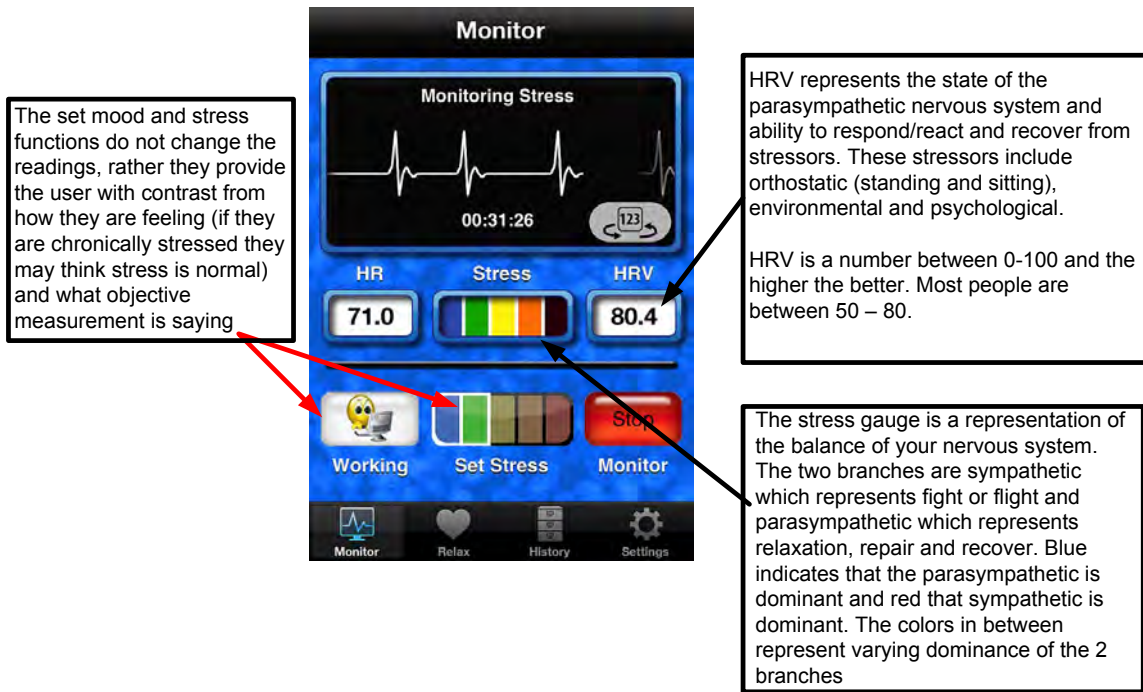 The set mood and stress
functions do not change the
readings, rather they provide
the user with contrast from
how they are feeling (if they
are chronically stressed they
may think stress is normal)
and what objective
measurement is saying
Monitor
Monitoring Stress
00:31:26
123
HR
Stress
HRV
71.0
80.4
Stop
Working
Set Stress
Monitor
Monitor
Relax
History
Settings
HRV represents the state of the
parasympathetic nervous system and
ability to respond/react and recover from
stressors. These stressors include
orthostatic (standing and sitting),
environmental and psychological.
HRV is a number between 0-100 and the
higher the better. Most people are
between 50 – 80.
The stress gauge is a representation of
the balance of your nervous system.
The two branches are sympathetic
which represents fight or flight and
parasympathetic which represents
relaxation, repair and recover. Blue
indicates that the parasympathetic is
dominant and red that sympathetic is
dominant. The colors in between
represent varying dominance of the 2
branches